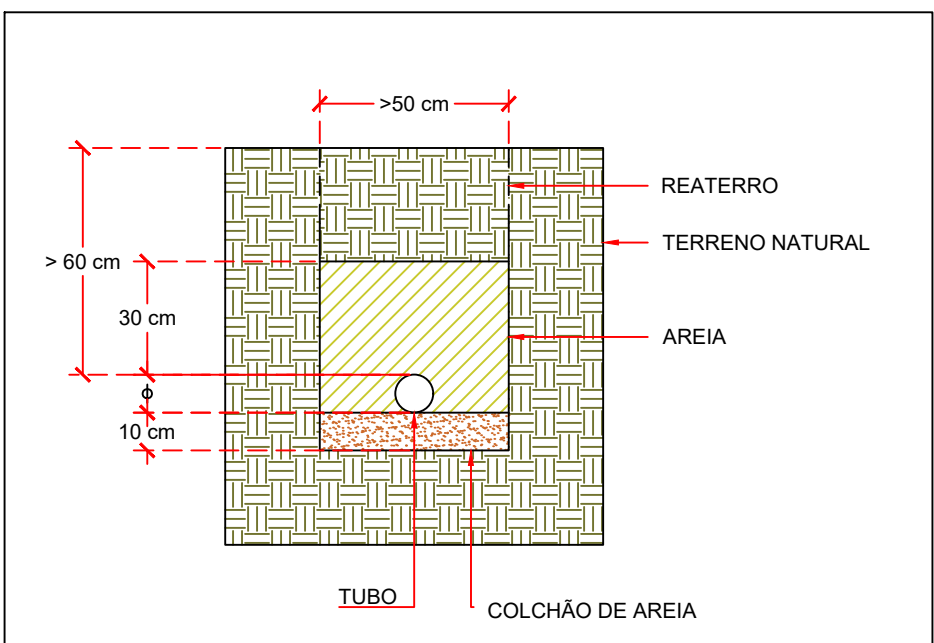 >50 cm
REATERRO
TERRENO NATURAL
> 60 cm
30 cm
AREIA
ϕ
10 cm
TUBO
COLCHÃO DE AREIA